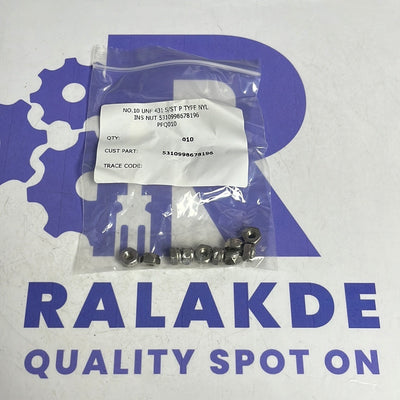 NO.10 UNF 431 S/ST P TYPE NYL
INS NUT 5310998678196
PFQ010
QTY: 010
CUST PART: 5310998678196
TRACE CODE:
RALAKDE
QUALITY SPOT ON